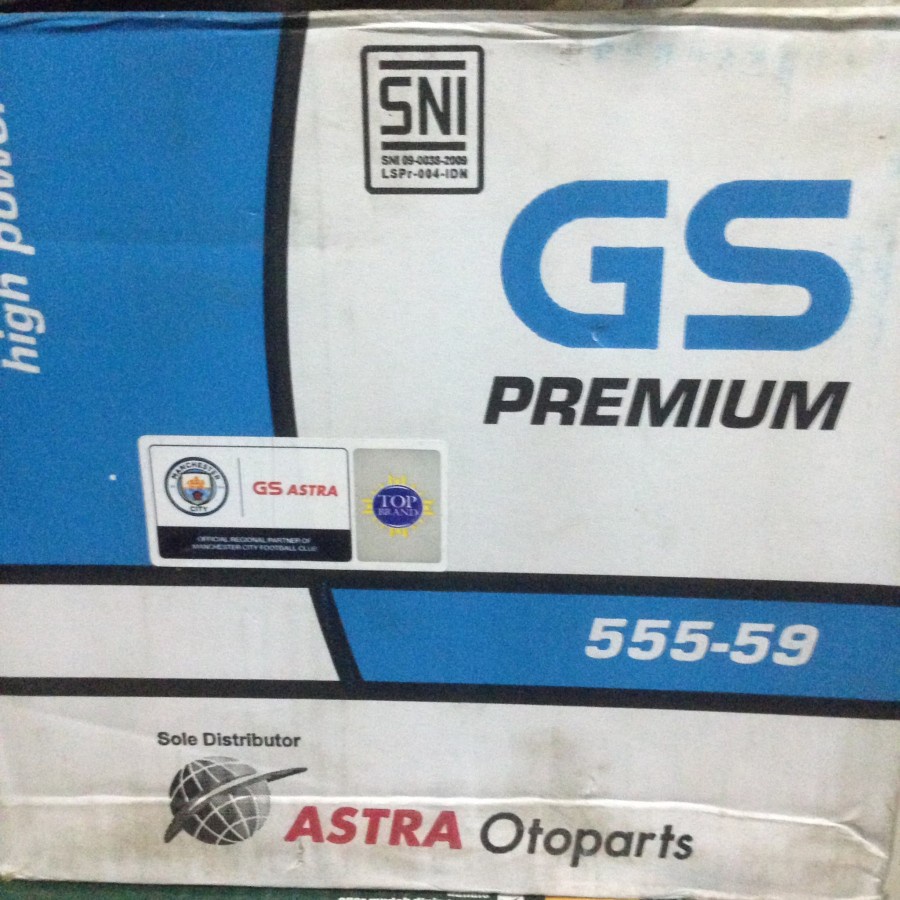 high power
SNI
SNI 09-0038-2009
LSPr-004-IDN
GS
PREMIUM
MANCHESTER
CITY
GS ASTRA
OFFICIAL REGIONAL PARTNER OF
MANCHESTER CITY FOOTBALL CLUB
TOP
BRAND
555-59
Sole Distributor
ASTRA Otoparts